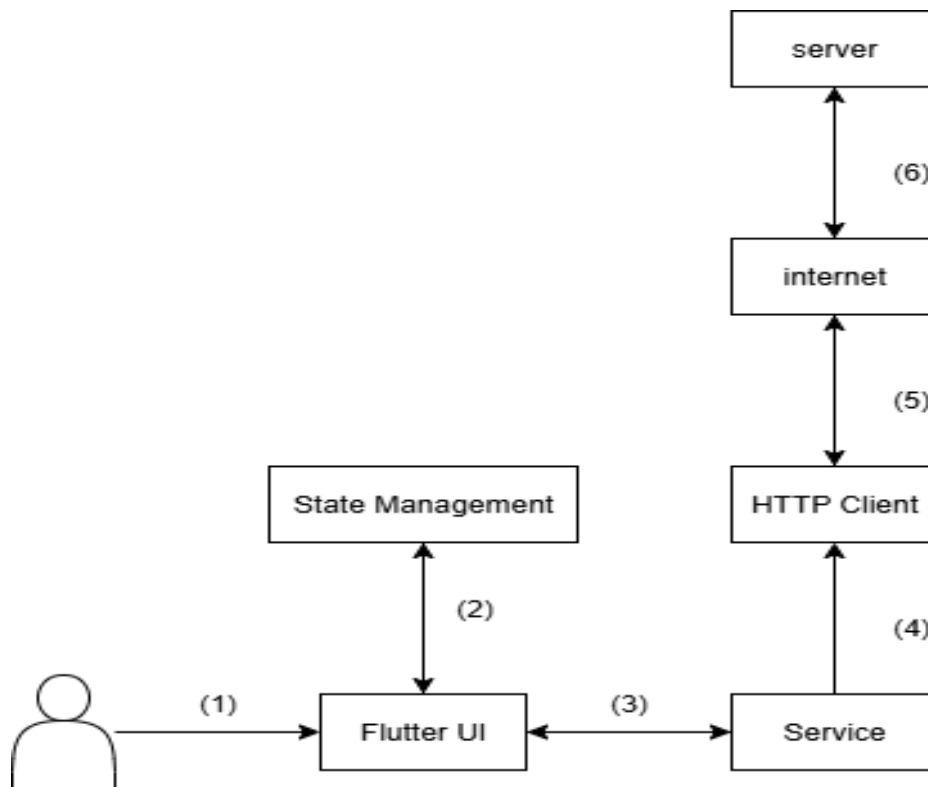 server
(6)
internet
(5)
State Management
HTTP Client
(2)
(4)
(1)
Flutter UI
(3)
Service